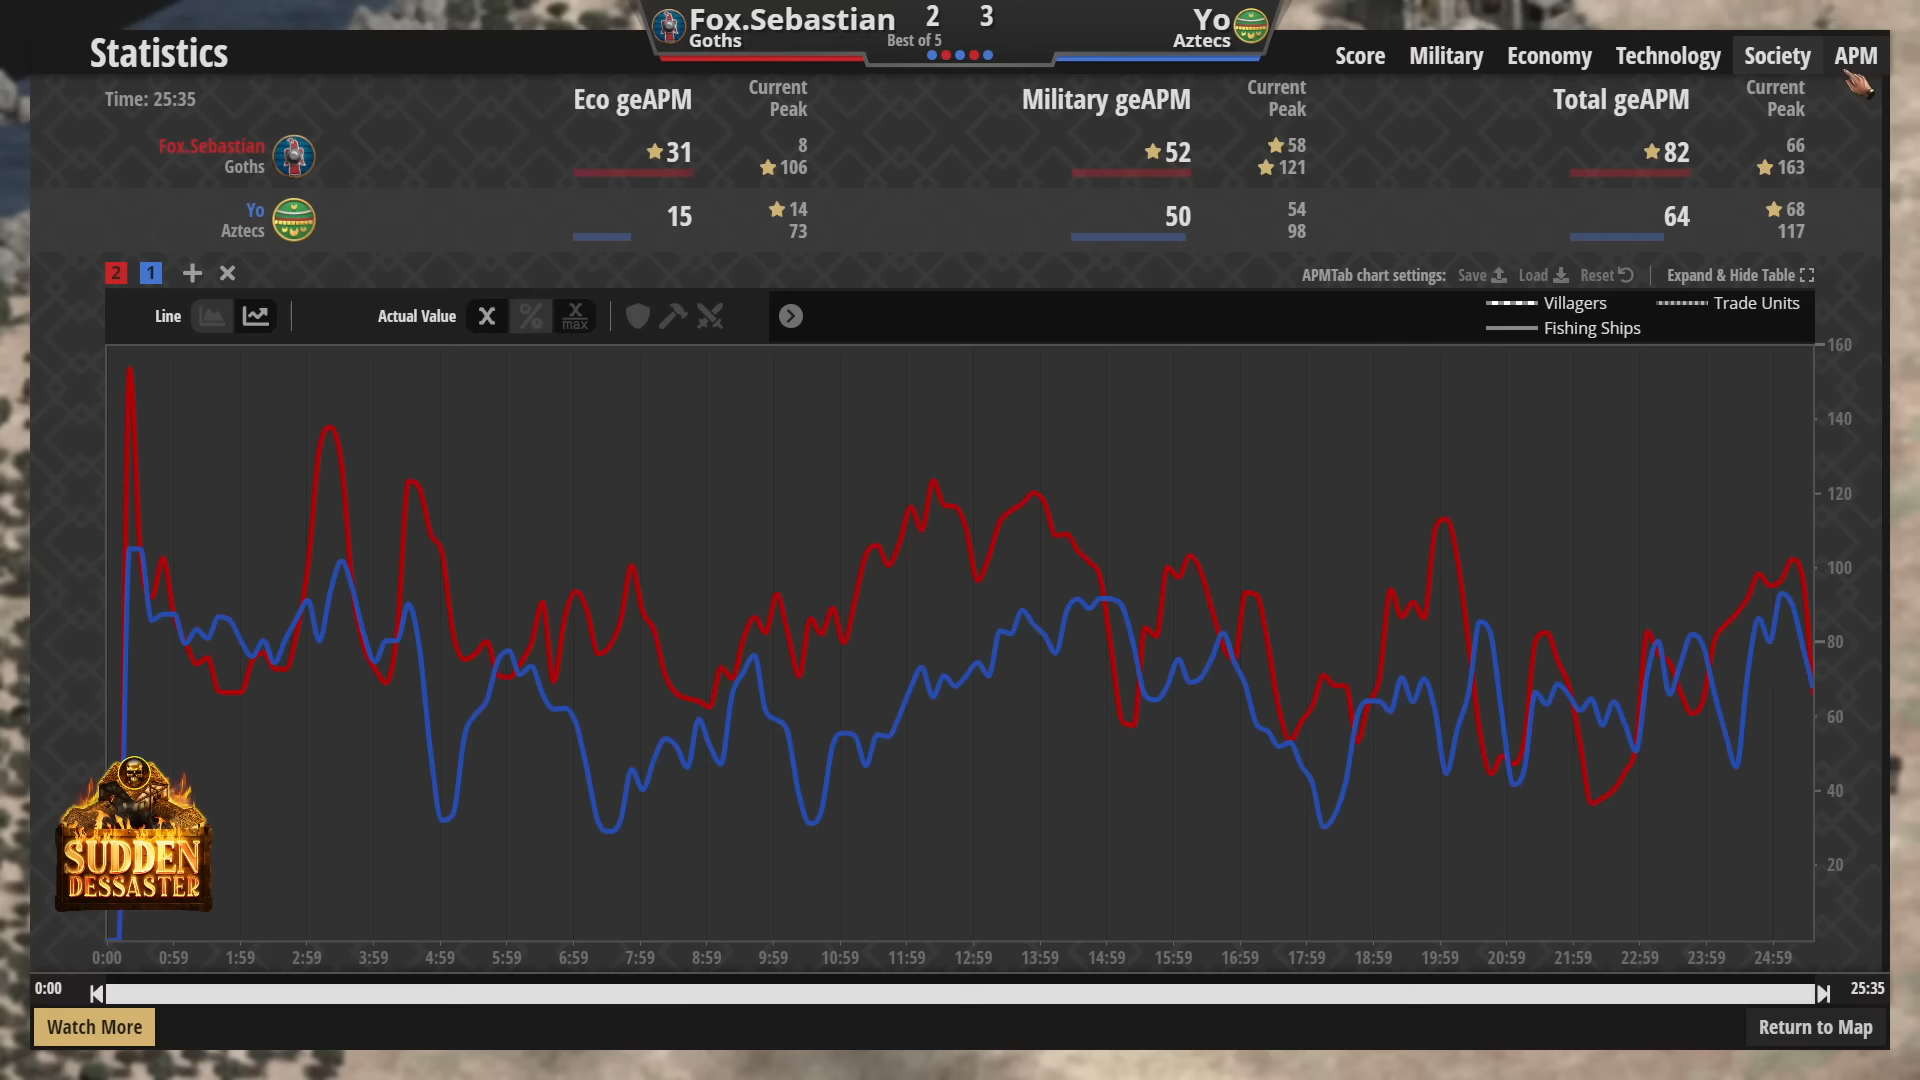 Fox.Sebastian 2 3 Yo
Goths Best of 5 Aztecs
Statistics
Score Military Economy Technology Society APM
Time: 25:35
Eco geAPM Current Peak Military geAPM Current Peak Total geAPM Current Peak
Fox.Sebastian
Goths
31 8 106 52 58 121 82 66 163
Yo
Aztecs
15 14 73 50 54 98 64 68 117
2 1
APMTab chart settings: Save Load Reset Expand & Hide Table
Line Actual Value X % X max
Villagers Trade Units
Fishing Ships
160
140
120
100
80
60
40
20
SUDDEN
DESSASTER
0:00 0:59 1:59 2:59 3:59 4:59 5:59 6:59 7:59 8:59 9:59 10:59 11:59 12:59 13:59 14:59 15:59 16:59 17:59 18:59 19:59 20:59 21:59 22:59 23:59 24:59
0:00 25:35
Watch More Return to Map